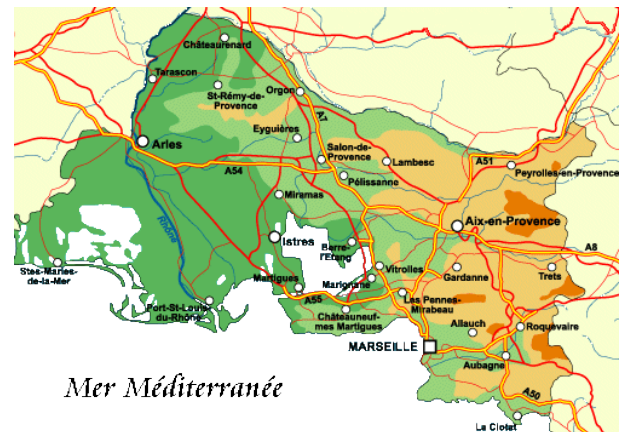 Châteaurenard
Tarascon
St-Rémy-de-
Provence
Orgon
A7
Eyguières
Arles
Salon-de-
Provence
Lambesc
A51
Peyrolles-en-Provence
A54
Pélissanne
Miramas
Rhône
Aix-en-Provence
Istres
Berre-
l'Etang
A8
Stes-Maries-
de-la-Mer
Martigues
Marignane
Vitrolles
Gardanne
Trets
Port-St-Louis-
du-Rhône
A55
Les Pennes-
Mirabeau
Châteauneuf-
mes Martigues
Allauch
Roquevaire
MARSEILLE
Aubagne
Mer Méditerranée
A50
La Ciotat